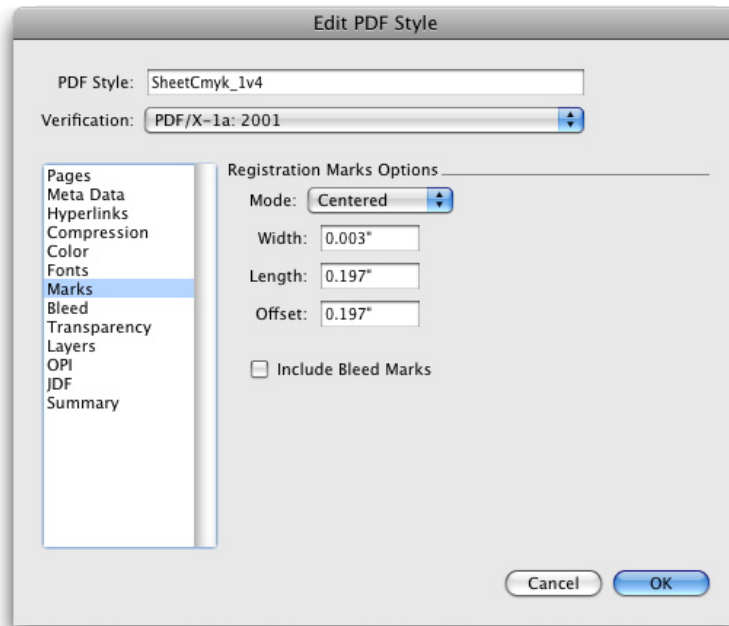 Edit PDF Style
PDF Style: SheetCmyk_1v4
Verification: PDF/X-1a: 2001
Pages
Meta Data
Hyperlinks
Compression
Color
Fonts
Marks
Bleed
Transparency
Layers
OPI
JDF
Summary
Registration Marks Options
Mode: Centered
Width: 0.003"
Length: 0.197"
Offset: 0.197"
Include Bleed Marks
Cancel OK